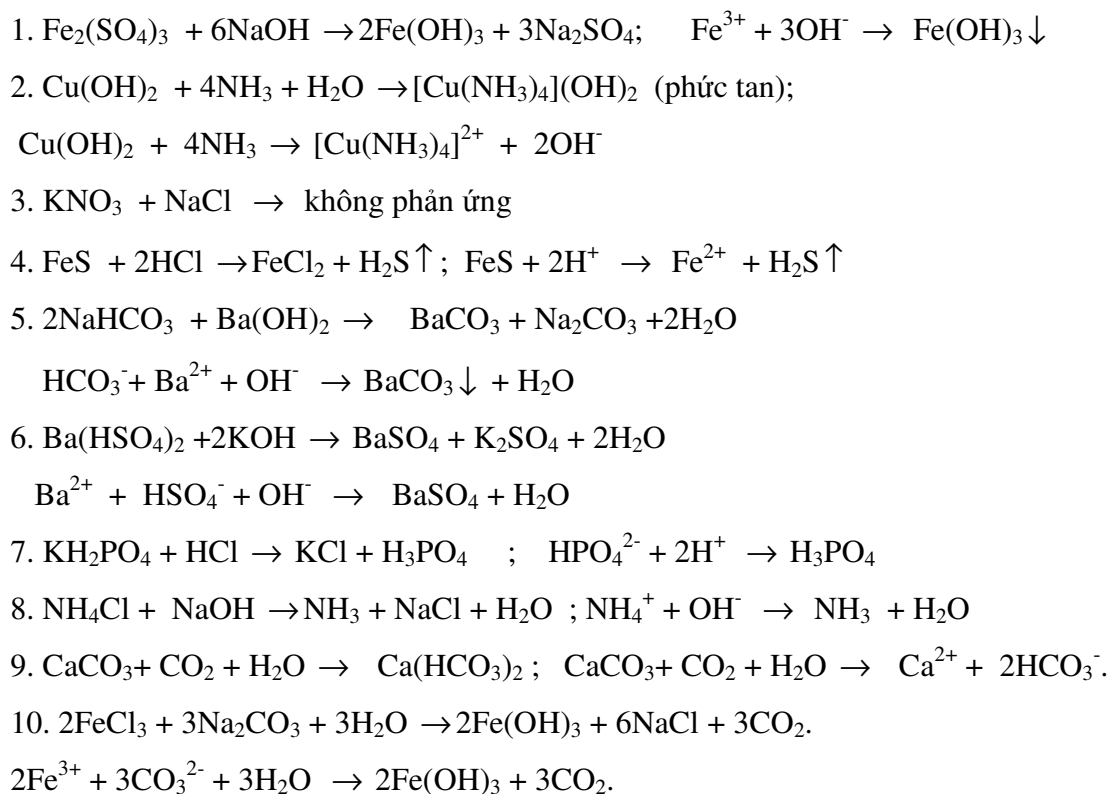 1. Fe₂(SO₄)₃ + 6NaOH →2Fe(OH)₃ + 3Na₂SO₄; Fe³⁺ + 3OH⁻ → Fe(OH)₃↓
2. Cu(OH)₂ + 4NH₃ + H₂O →[Cu(NH₃)₄](OH)₂ (phức tan);
Cu(OH)₂ + 4NH₃ → [Cu(NH₃)₄]²⁺ + 2OH⁻
3. KNO₃ + NaCl → không phản ứng
4. FeS + 2HCl →FeCl₂ + H₂S↑ ; FeS + 2H⁺ → Fe²⁺ + H₂S↑
5. 2NaHCO₃ + Ba(OH)₂ → BaCO₃ + Na₂CO₃ +2H₂O
HCO₃⁻+ Ba²⁺ + OH⁻ → BaCO₃↓ + H₂O
6. Ba(HSO₄)₂ +2KOH → BaSO₄ + K₂SO₄ + 2H₂O
Ba²⁺ + HSO₄⁻ + OH⁻ → BaSO₄ + H₂O
7. KH₂PO₄ + HCl → KCl + H₃PO₄ ; HPO₄²⁻ + 2H⁺ → H₃PO₄
8. NH₄Cl + NaOH →NH₃ + NaCl + H₂O ; NH₄⁺ + OH⁻ → NH₃ + H₂O
9. CaCO₃+ CO₂ + H₂O → Ca(HCO₃)₂ ; CaCO₃+ CO₂ + H₂O → Ca²⁺ + 2HCO₃⁻.
10. 2FeCl₃ + 3Na₂CO₃ + 3H₂O →2Fe(OH)₃ + 6NaCl + 3CO₂.
2Fe³⁺ + 3CO₃²⁻ + 3H₂O → 2Fe(OH)₃ + 3CO₂.